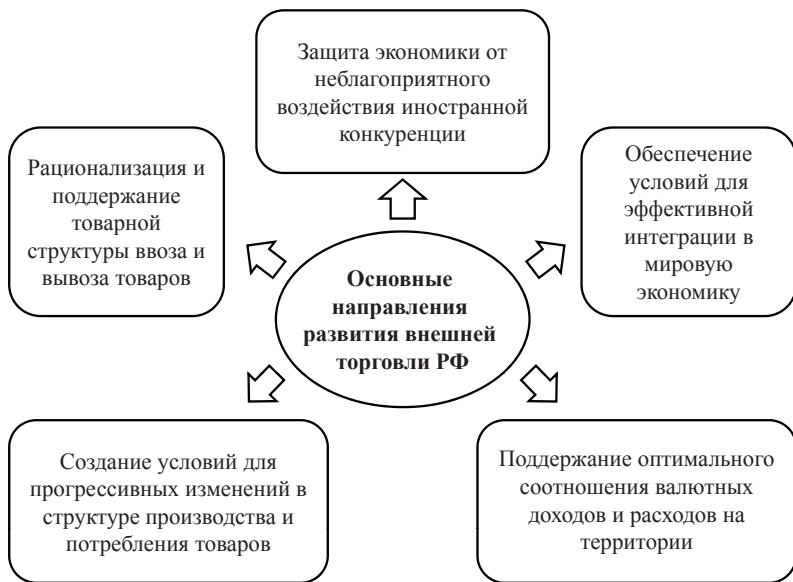 Защита экономики от
неблагоприятного
воздействия иностранной
конкуренции
Рационализация и
поддержание
товарной
структуры ввоза и
вывоза товаров
Обеспечение
условий для
эффективной
интеграции в
мировую
экономику
Основные
направления
развития внешней
торговли РФ
Создание условий для
прогрессивных изменений в
структуре производства и
потребления товаров
Поддержание оптимального
соотношения валютных
доходов и расходов на
территории